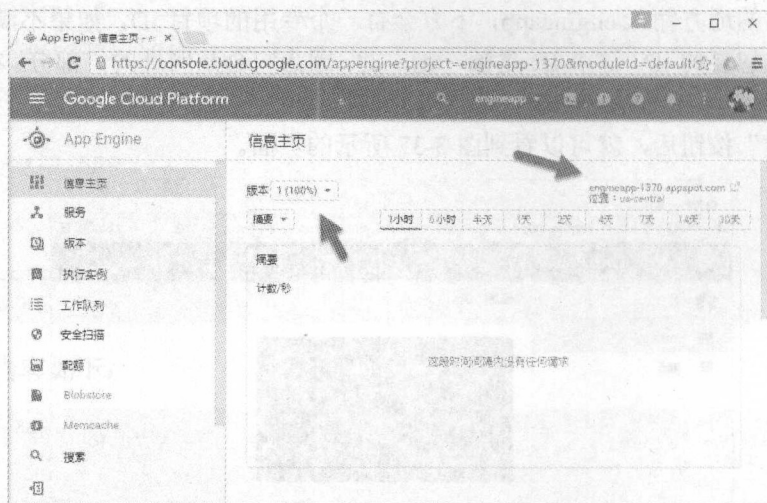 App Engine 信息主页 - e
https://console.cloud.google.com/appengine?project=engineapp-1370&moduleId=default&
Google Cloud Platform
engineapp
App Engine
信息主页
信息主页
服务
版本
执行实例
工作队列
安全扫描
配额
Blobstore
Memcache
搜索
版本 1 (100%)
engineapp-1370.appspot.com
位置：us-central
摘要
1小时 6小时 半天 1天 2天 4天 7天 14天 30天
摘要
计数/秒
这段时间间隔内没有任何请求